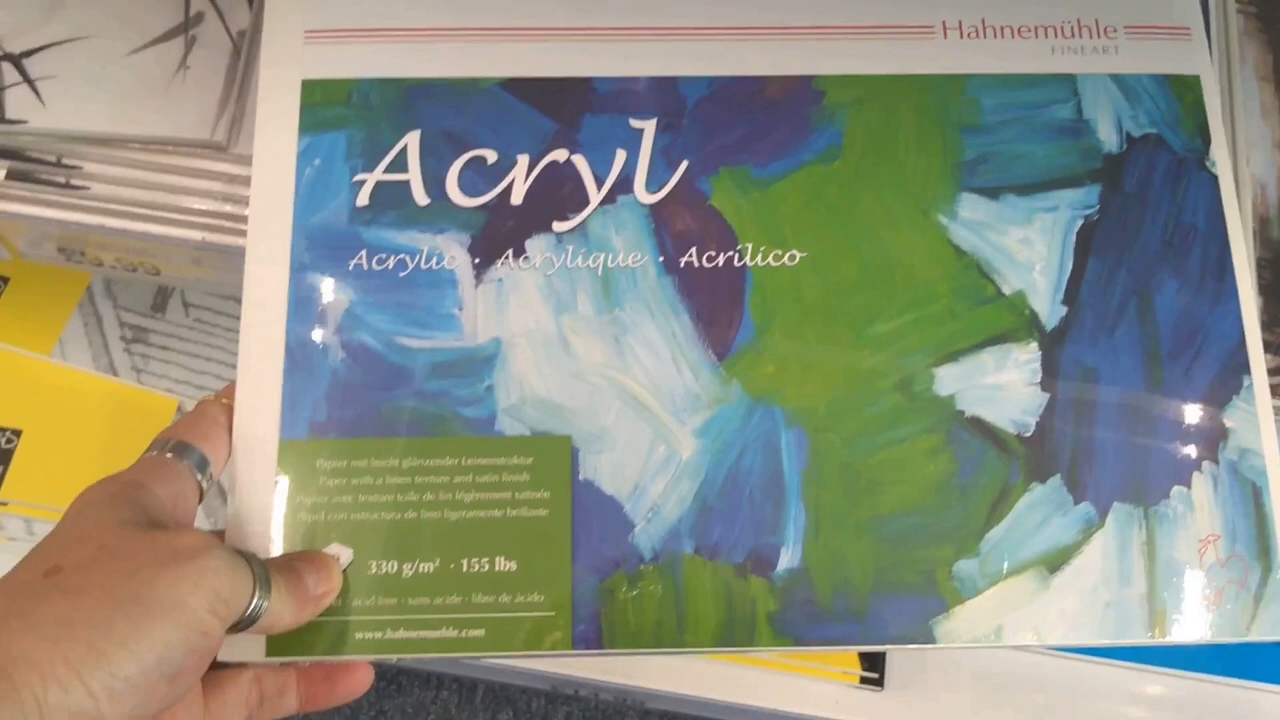 Hahnemühle
FINEART
Acryl
Acrylic · Acrylique · Acrílico
Papier mit leicht glänzender Leinenstruktur
Paper with a linen texture and satin finish
Papier avec texture toile de lin légèrement satinée
Papel con estructura de lino ligeramente brillante
330 g/m² · 155 lbs
· acid free · sans acide · libre de ácido
www.hahnemuehle.com